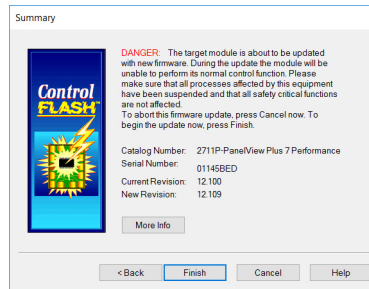 Summary
Control
FLASH
DANGER: The target module is about to be updated
with new firmware. During the update the module will be
unable to perform its normal control function. Please
make sure that all processes affected by this equipment
have been suspended and that all safety critical functions
are not affected.
To abort this firmware update, press Cancel now. To
begin the update now, press Finish.
Catalog Number: 2711P-PanelView Plus 7 Performance
Serial Number: 01145BED
Current Revision: 12.100
New Revision: 12.109
More Info
< Back Finish Cancel Help